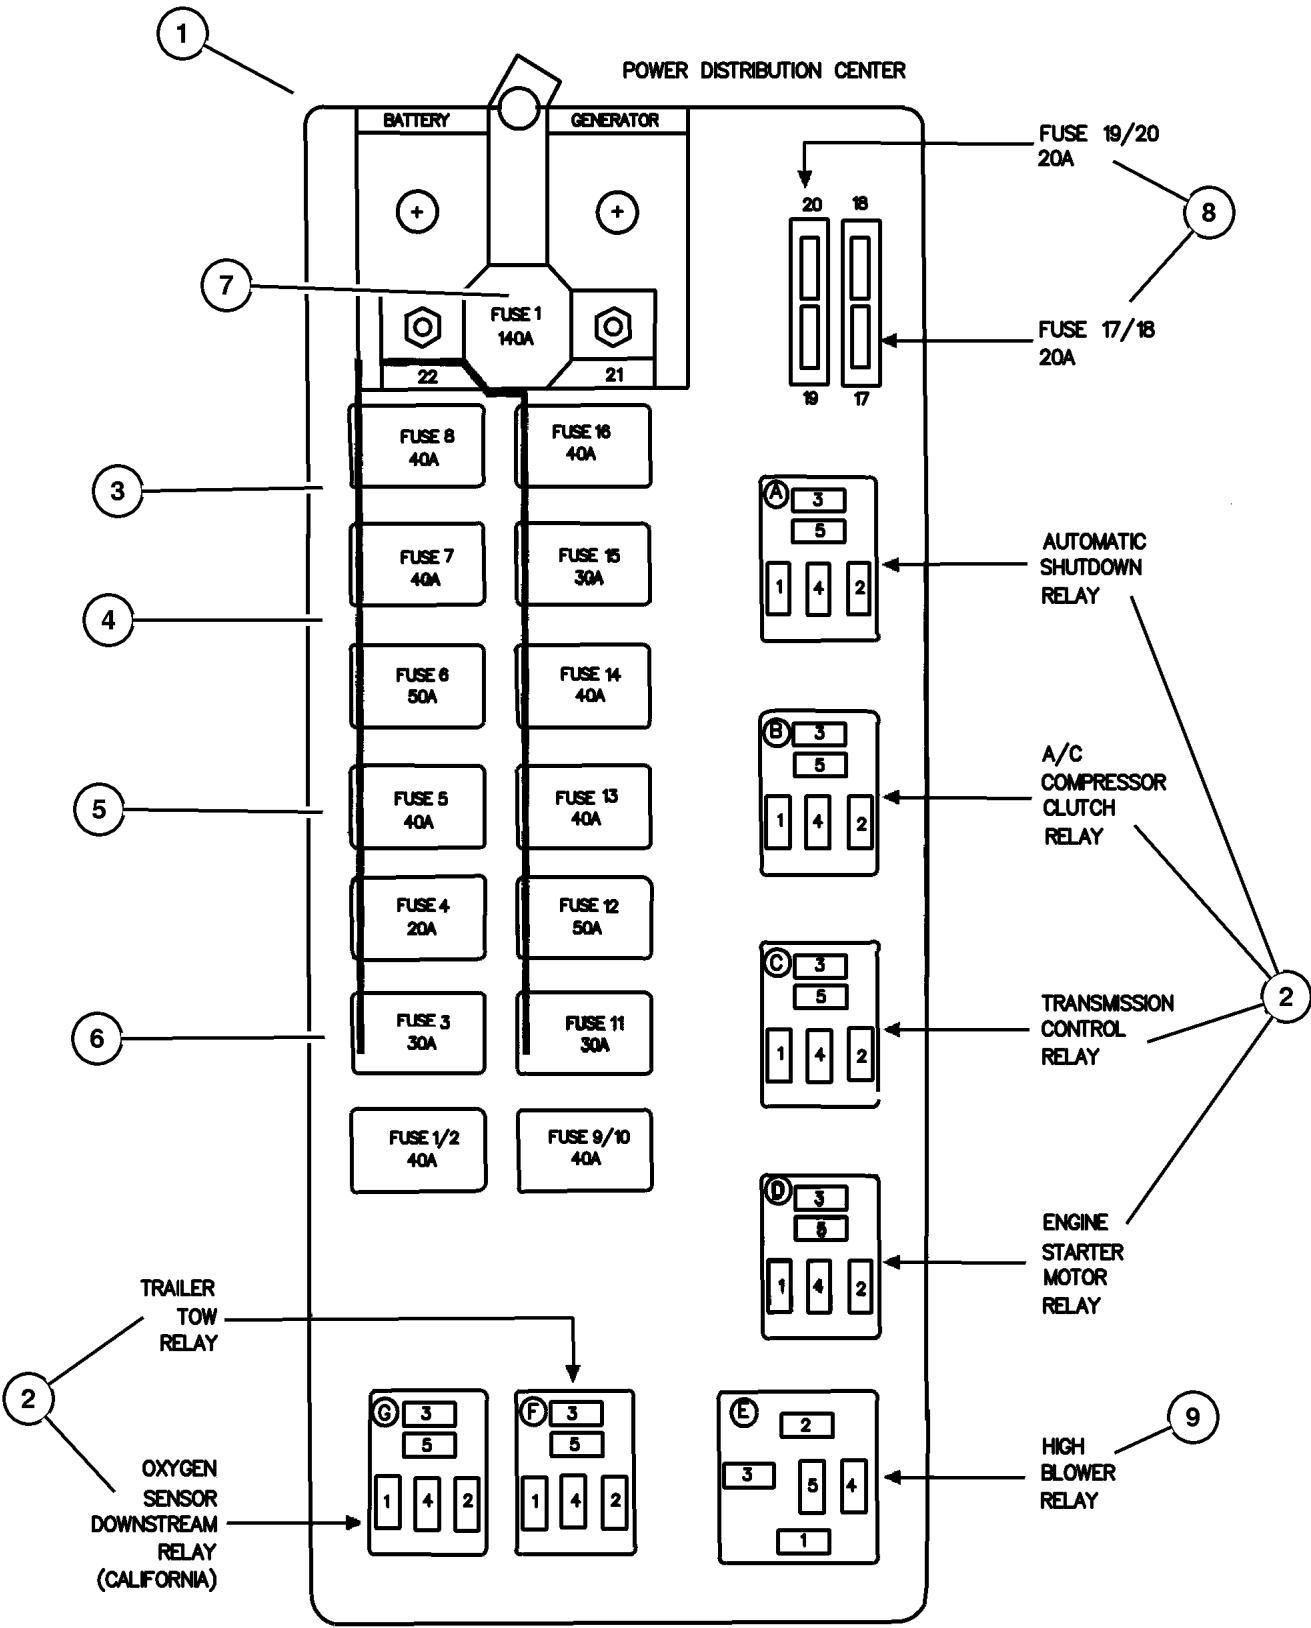 1
POWER DISTRIBUTION CENTER
BATTERY
GENERATOR
FUSE 19/20
20A
8
20 18
7
FUSE 1
140A
FUSE 17/18
20A
22
21
19 17
FUSE 8
40A
FUSE 16
40A
3
A
3
5
1 4 2
AUTOMATIC
SHUTDOWN
RELAY
FUSE 7
40A
FUSE 15
30A
4
FUSE 6
50A
FUSE 14
40A
B
3
5
1 4 2
A/C
COMPRESSOR
CLUTCH
RELAY
5
FUSE 5
40A
FUSE 13
40A
FUSE 4
20A
FUSE 12
50A
C
3
5
1 4 2
TRANSMISSION
CONTROL
RELAY
2
6
FUSE 3
30A
FUSE 11
30A
FUSE 1/2
40A
FUSE 9/10
40A
D
3
5
1 4 2
ENGINE
STARTER
MOTOR
RELAY
TRAILER
TOW
RELAY
2
G
3
5
1 4 2
F
3
5
1 4 2
E
2
3
5 4
1
9
HIGH
BLOWER
RELAY
OXYGEN
SENSOR
DOWNSTREAM
RELAY
(CALIFORNIA)